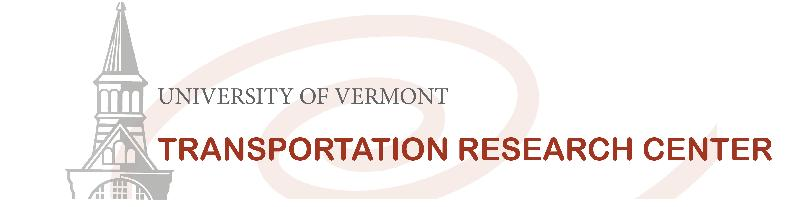 UNIVERSITY OF VERMONT
TRANSPORTATION RESEARCH CENTER